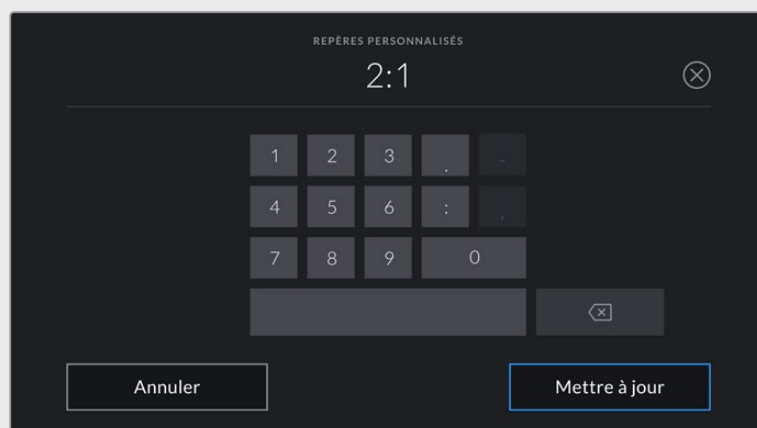 REPÈRES PERSONNALISÉS
2:1
1 2 3 . -
4 5 6 : ,
7 8 9 0
Annuler Mettre à jour